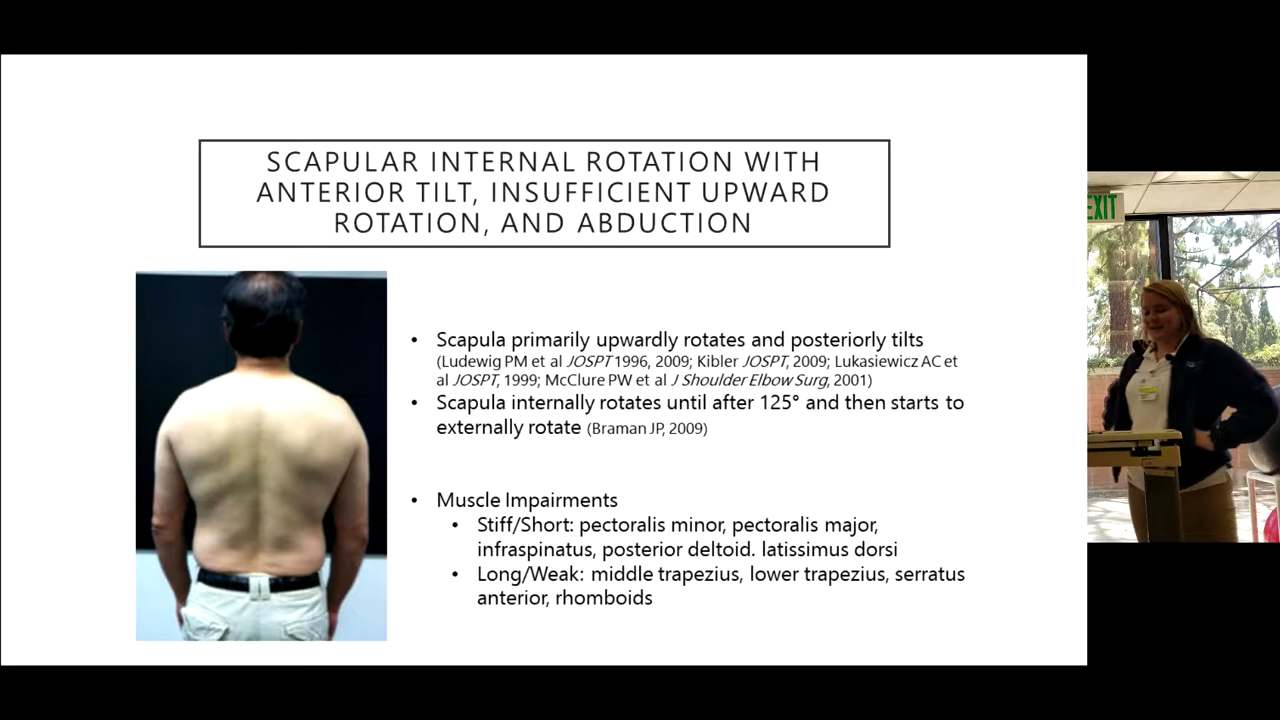 SCAPULAR INTERNAL ROTATION WITH
ANTERIOR TILT, INSUFFICIENT UPWARD
ROTATION, AND ABDUCTION
• Scapula primarily upwardly rotates and posteriorly tilts
(Ludewig PM et al JOSPT 1996, 2009; Kibler JOSPT, 2009; Lukasiewicz AC et
al JOSPT, 1999; McClure PW et al J Shoulder Elbow Surg, 2001)
• Scapula internally rotates until after 125° and then starts to
externally rotate (Braman JP, 2009)
• Muscle Impairments
• Stiff/Short: pectoralis minor, pectoralis major,
infraspinatus, posterior deltoid. latissimus dorsi
• Long/Weak: middle trapezius, lower trapezius, serratus
anterior, rhomboids
EXIT